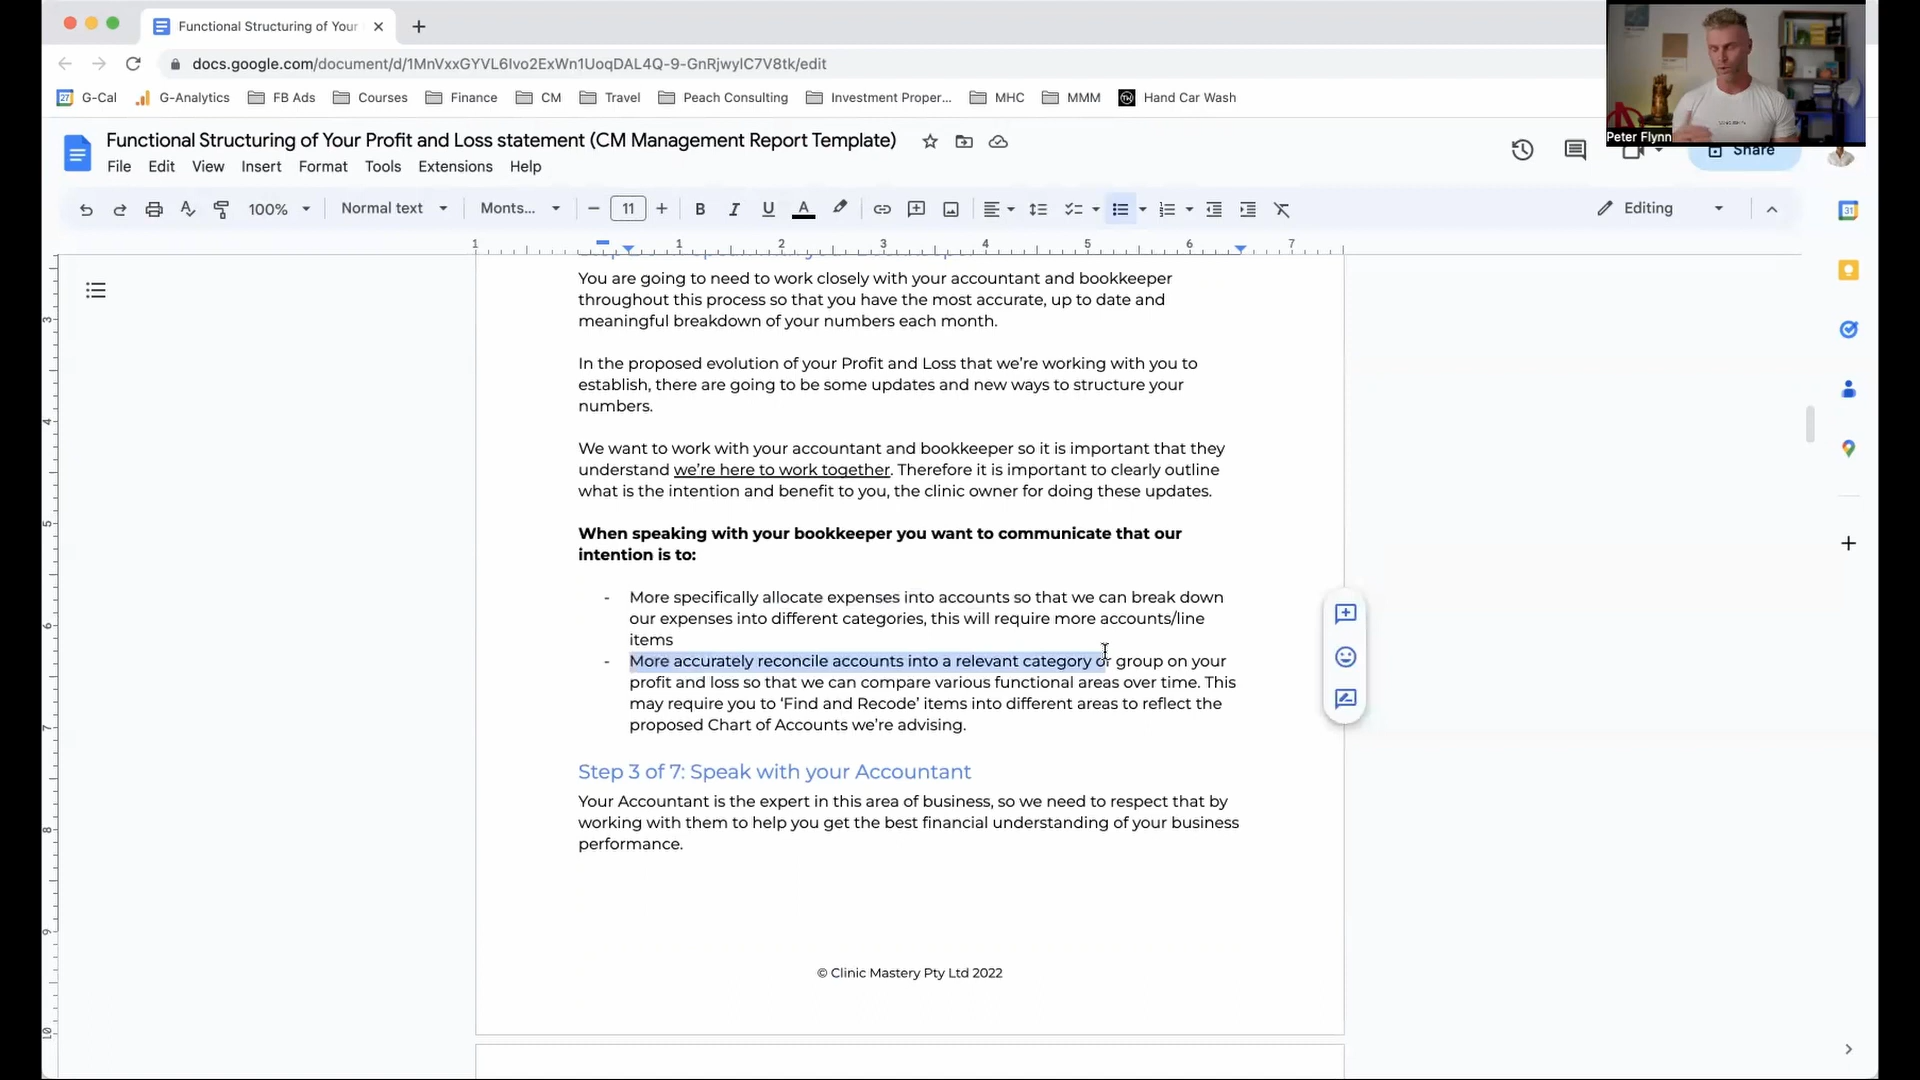 Functional Structuring of Your
docs.google.com/document/d/1MnVxxGYVL6lvo2ExWn1UoqDAL4Q-9-GnRjwylC7V8tk/edit
G-Cal G-Analytics FB Ads Courses Finance CM Travel Peach Consulting Investment Proper... MHC MMM Hand Car Wash
Peter Flynn
Functional Structuring of Your Profit and Loss statement (CM Management Report Template)
File Edit View Insert Format Tools Extensions Help
Share
100% Normal text Monts... 11 Editing
1 1 2 3 4 5 6 7
You are going to need to work closely with your accountant and bookkeeper
throughout this process so that you have the most accurate, up to date and
meaningful breakdown of your numbers each month.
In the proposed evolution of your Profit and Loss that we're working with you to
establish, there are going to be some updates and new ways to structure your
numbers.
We want to work with your accountant and bookkeeper so it is important that they
understand we're here to work together. Therefore it is important to clearly outline
what is the intention and benefit to you, the clinic owner for doing these updates.
When speaking with your bookkeeper you want to communicate that our
intention is to:
- More specifically allocate expenses into accounts so that we can break down
our expenses into different categories, this will require more accounts/line
items
- More accurately reconcile accounts into a relevant category or group on your
profit and loss so that we can compare various functional areas over time. This
may require you to 'Find and Recode' items into different areas to reflect the
proposed Chart of Accounts we're advising.
Step 3 of 7: Speak with your Accountant
Your Accountant is the expert in this area of business, so we need to respect that by
working with them to help you get the best financial understanding of your business
performance.
© Clinic Mastery Pty Ltd 2022